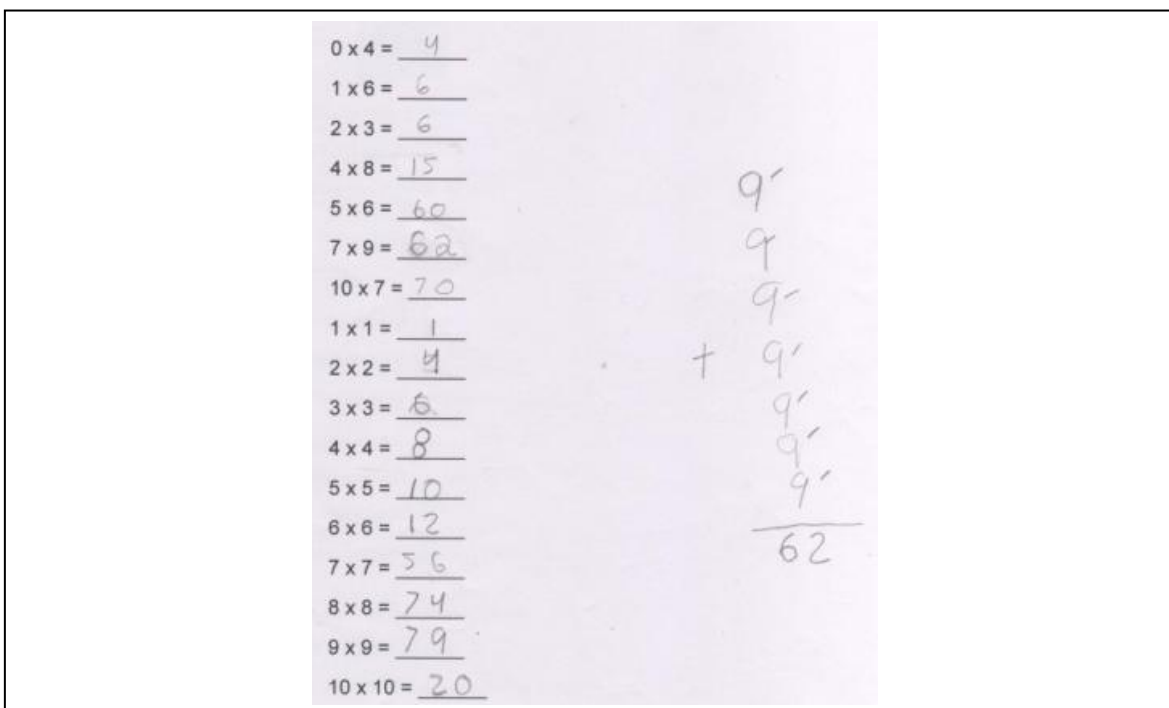 0 x 4 = 4
1 x 6 = 6
2 x 3 = 6
4 x 8 = 15
5 x 6 = 60
7 x 9 = 62
10 x 7 = 70
1 x 1 = 1
2 x 2 = 4
3 x 3 = 6
4 x 4 = 8
5 x 5 = 10
6 x 6 = 12
7 x 7 = 56
8 x 8 = 74
9 x 9 = 79
10 x 10 = 20
9
9
9
+ 9
9
9
9
62